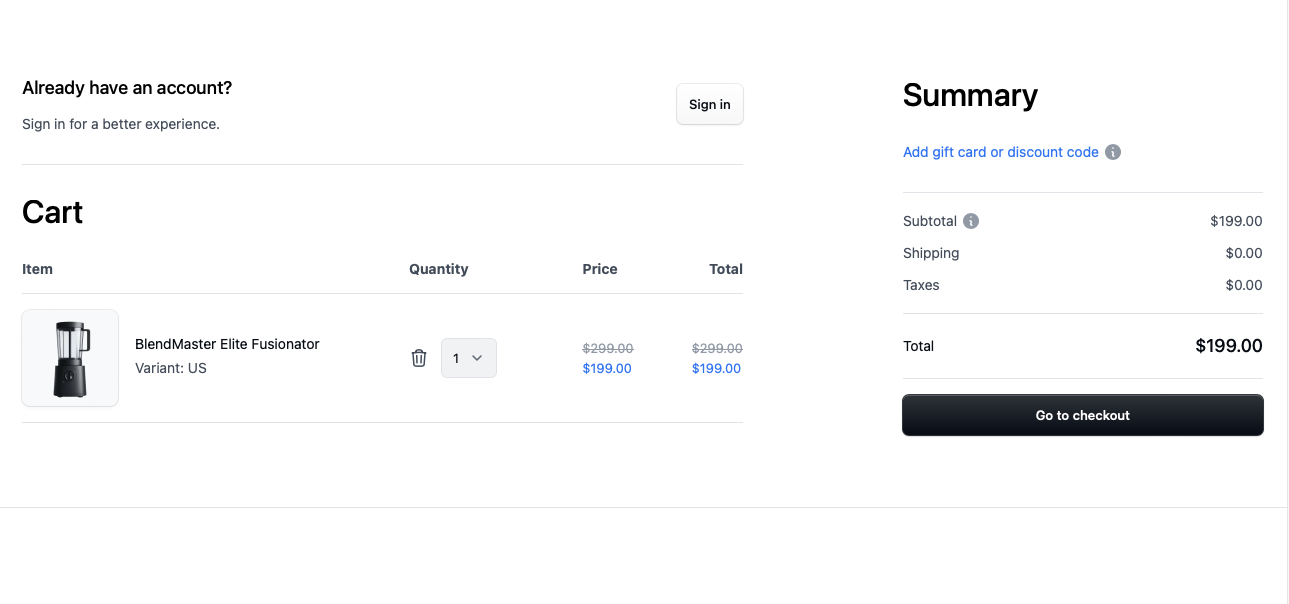 Already have an account?
Sign in for a better experience.
Sign in
Cart
Item Quantity Price Total
BlendMaster Elite Fusionator
Variant: US
1
$299.00 $299.00
$199.00 $199.00
Summary
Add gift card or discount code
Subtotal $199.00
Shipping $0.00
Taxes $0.00
Total $199.00
Go to checkout